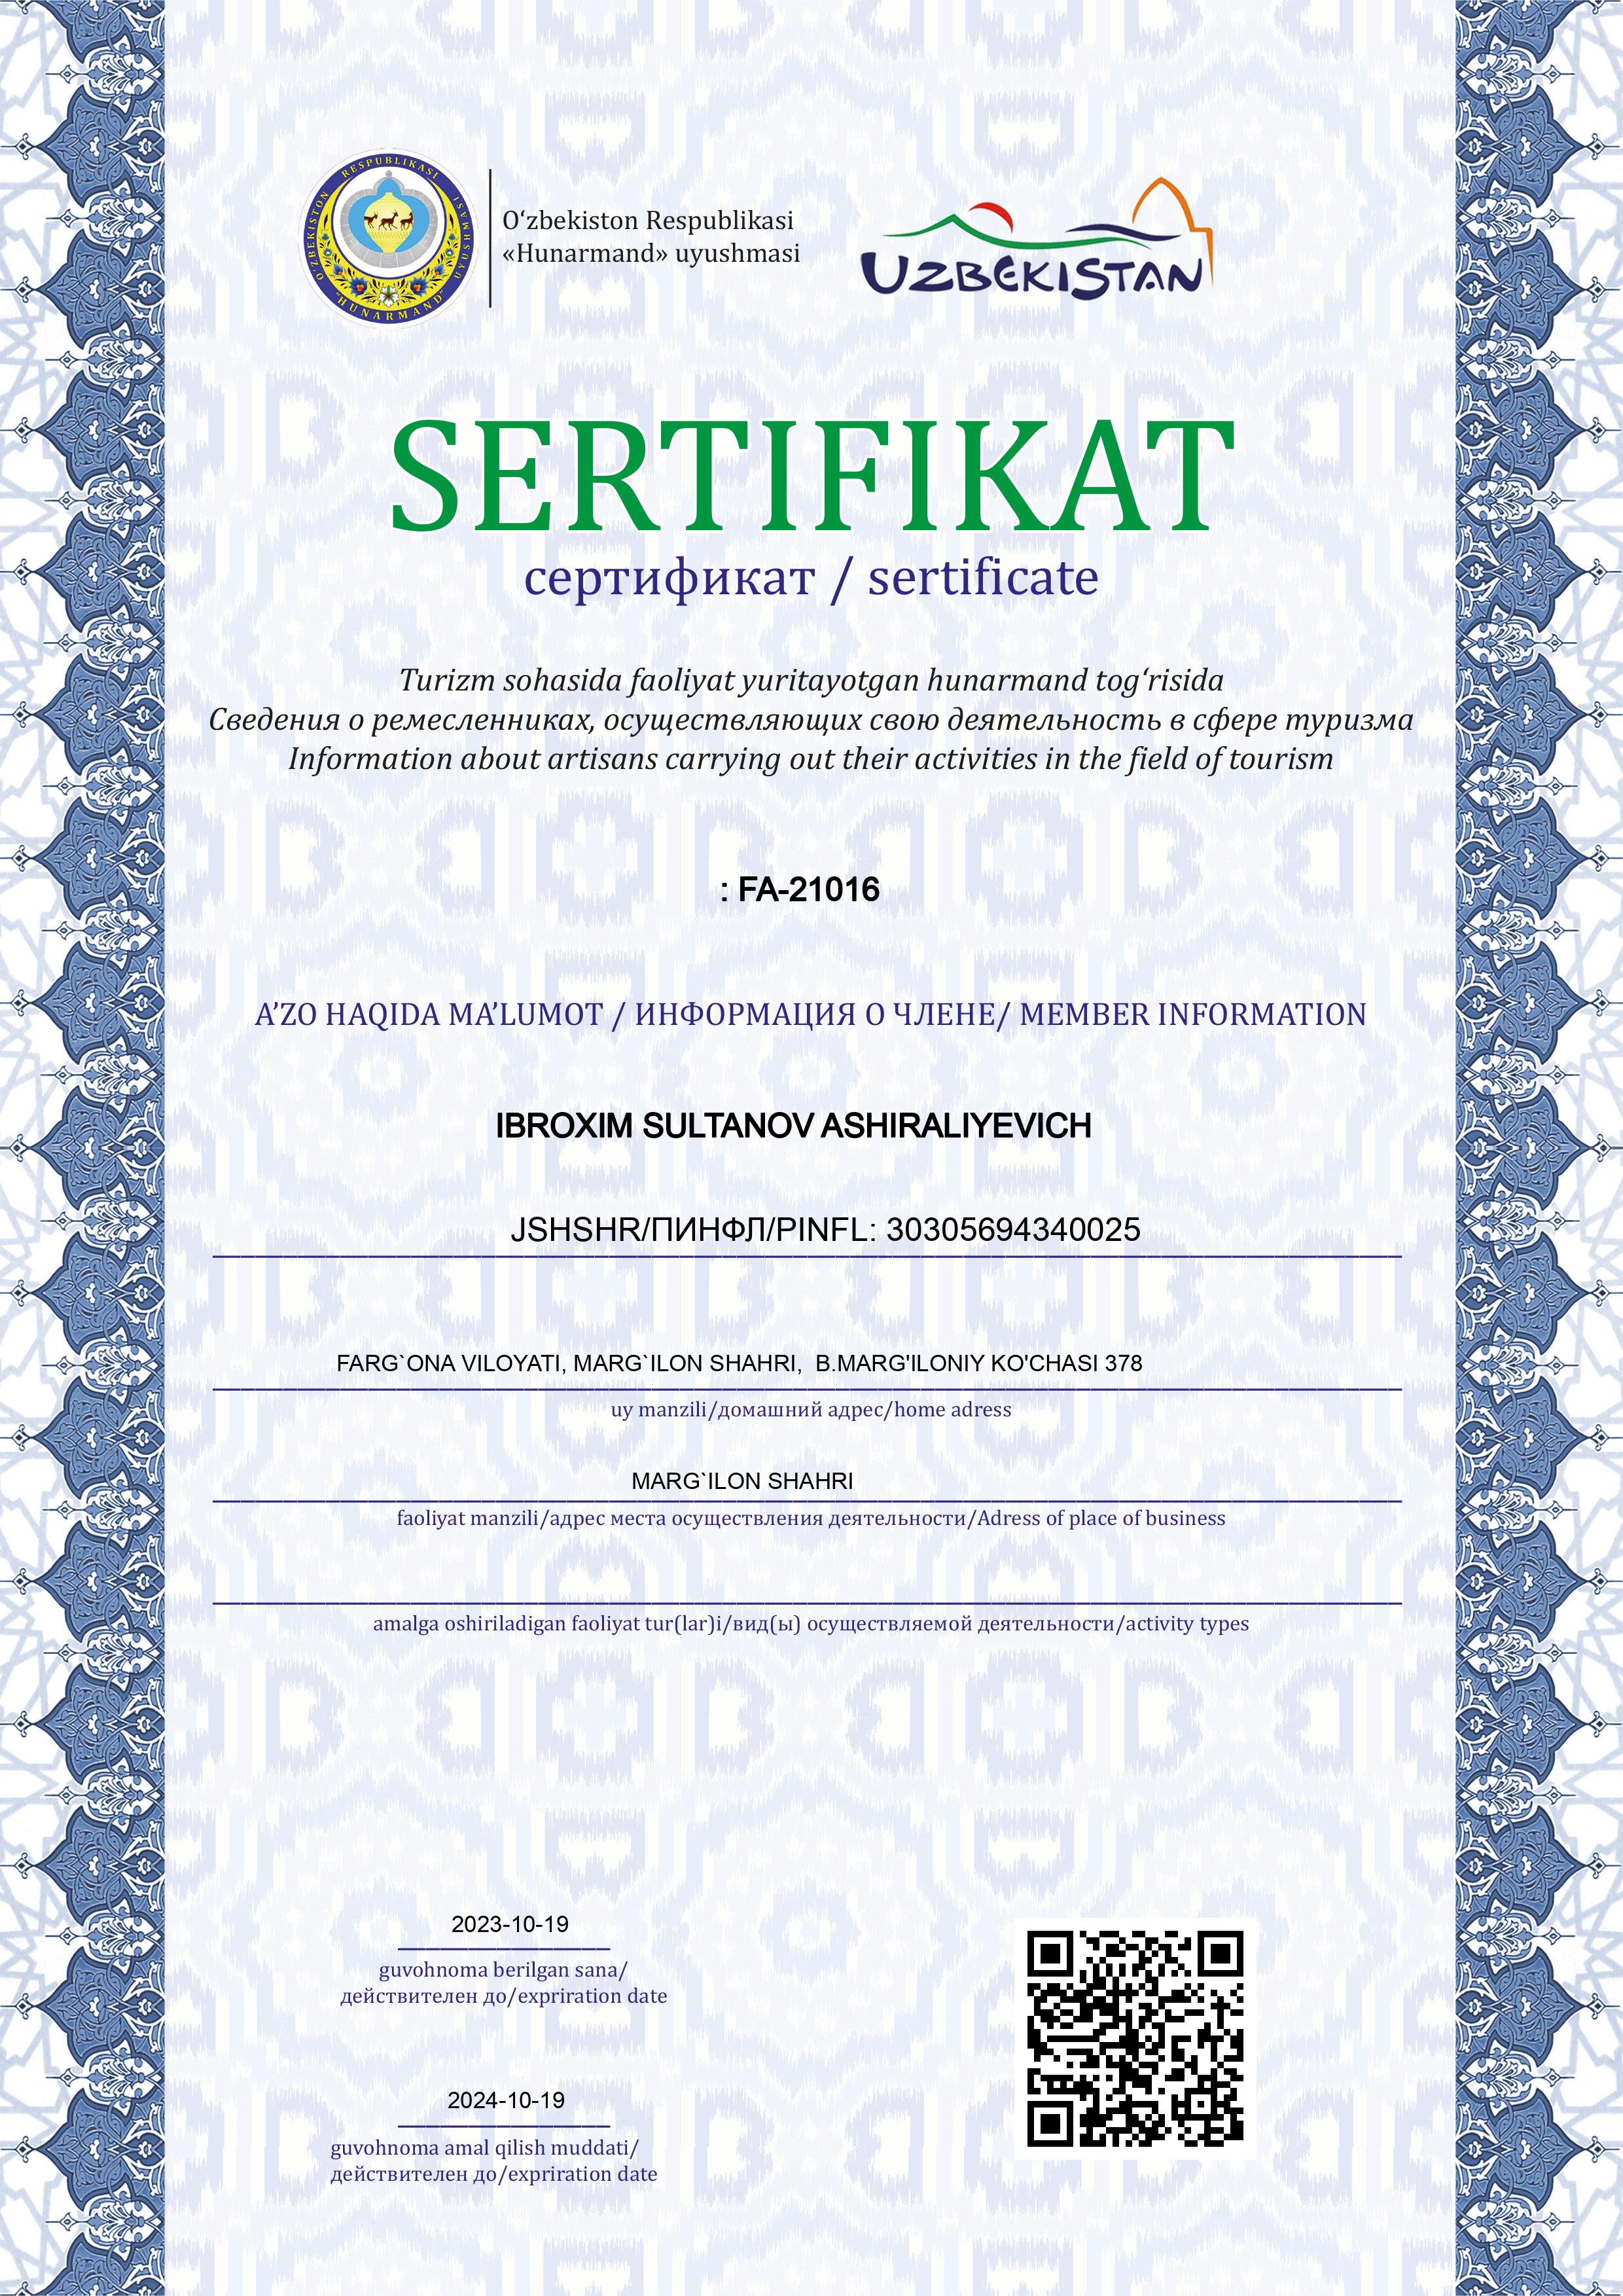 O'ZBEKISTON RESPUBLIKASI "HUNARMAND" UYUSHMASI
O‘zbekiston Respublikasi
«Hunarmand» uyushmasi
UZBEKISTAN
SERTIFIKAT
сертификат / sertificate
Turizm sohasida faoliyat yuritayotgan hunarmand tog‘risida
Сведения о ремесленниках, осуществляющих свою деятельность в сфере туризма
Information about artisans carrying out their activities in the field of tourism
: FA-21016
A’ZO HAQIDA MA’LUMOT / ИНФОРМАЦИЯ О ЧЛЕНЕ/ MEMBER INFORMATION
IBROXIM SULTANOV ASHIRALIYEVICH
JSHSHR/ПИНФЛ/PINFL: 30305694340025
FARG`ONA VILOYATI, MARG`ILON SHAHRI,  B.MARG'ILONIY KO'CHASI 378
uy manzili/домашний адрес/home adress
MARG`ILON SHAHRI
faoliyat manzili/адрес места осуществления деятельности/Adress of place of business
amalga oshiriladigan faoliyat tur(lar)i/вид(ы) осуществляемой деятельности/activity types
2023-10-19
guvohnoma berilgan sana/
действителен до/expriration date
2024-10-19
guvohnoma amal qilish muddati/
действителен до/expriration date